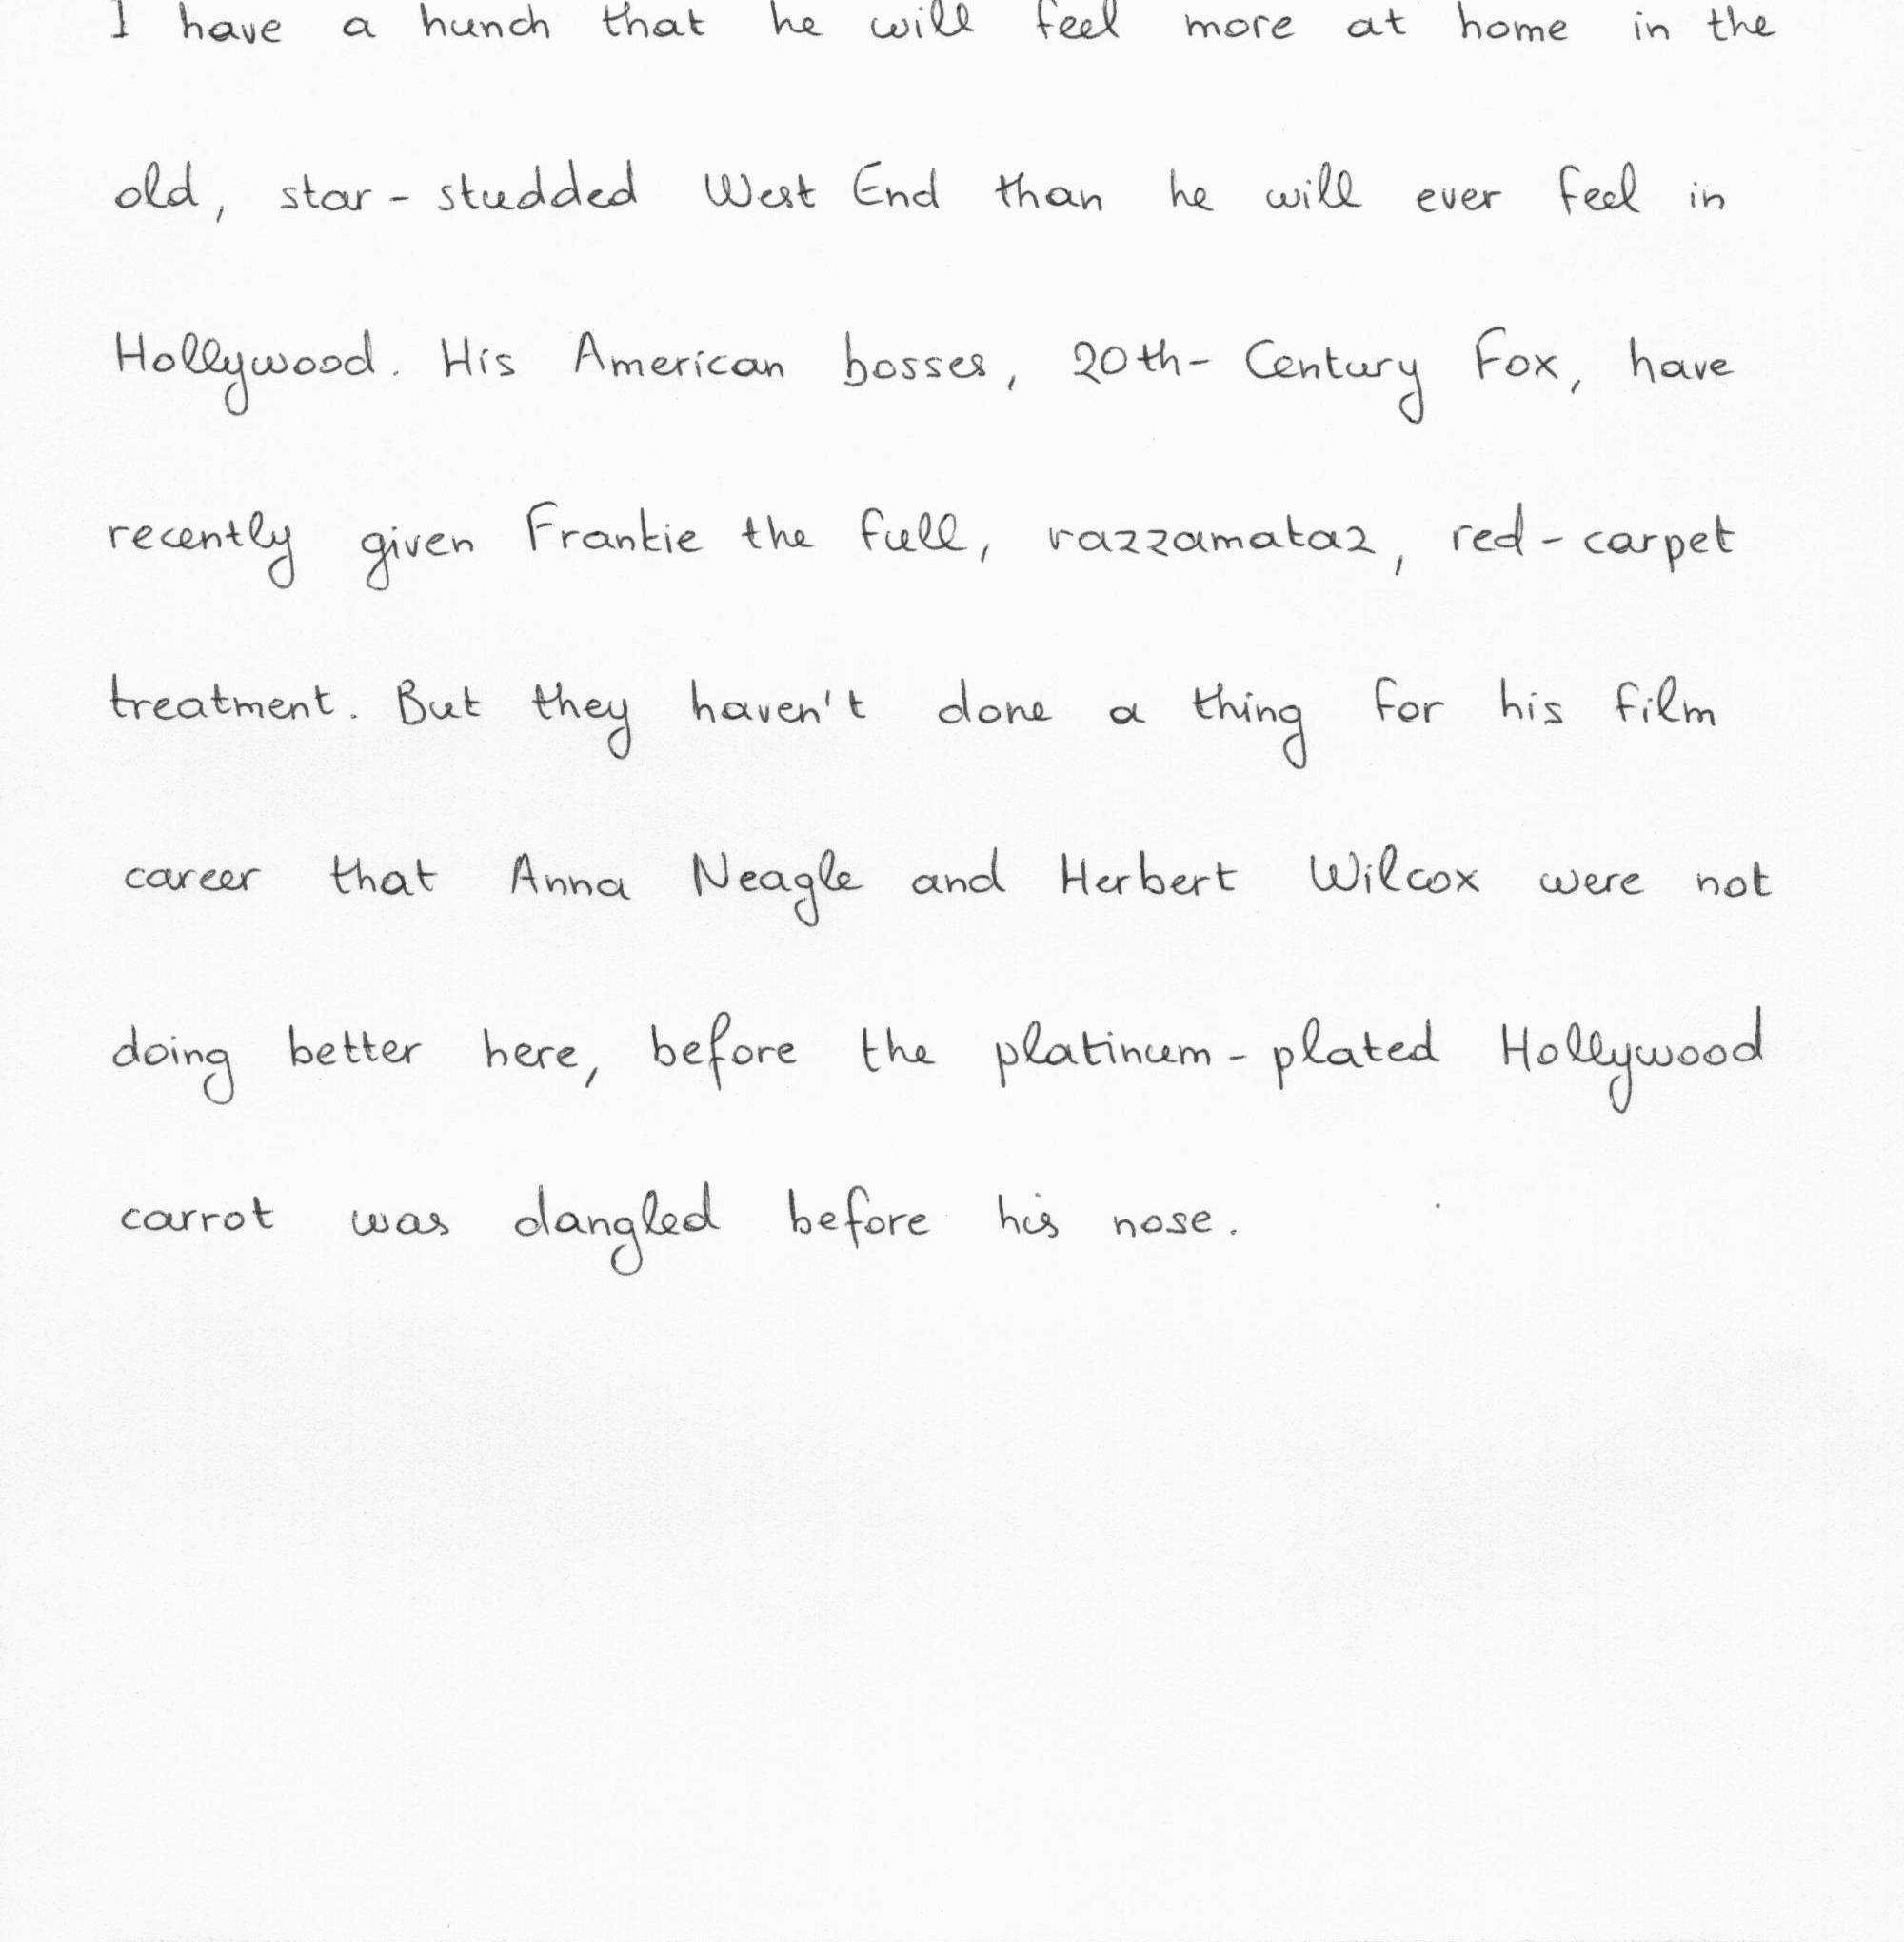 I have a hunch that he will feel more at home in the
old, star-studded West End than he will ever feel in
Hollywood. His American bosses, 20th-Century Fox, have
recently given Frankie the full, razzamataz, red-carpet
treatment. But they haven't done a thing for his film
career that Anna Neagle and Herbert Wilcox were not
doing better here, before the platinum-plated Hollywood
carrot was dangled before his nose.